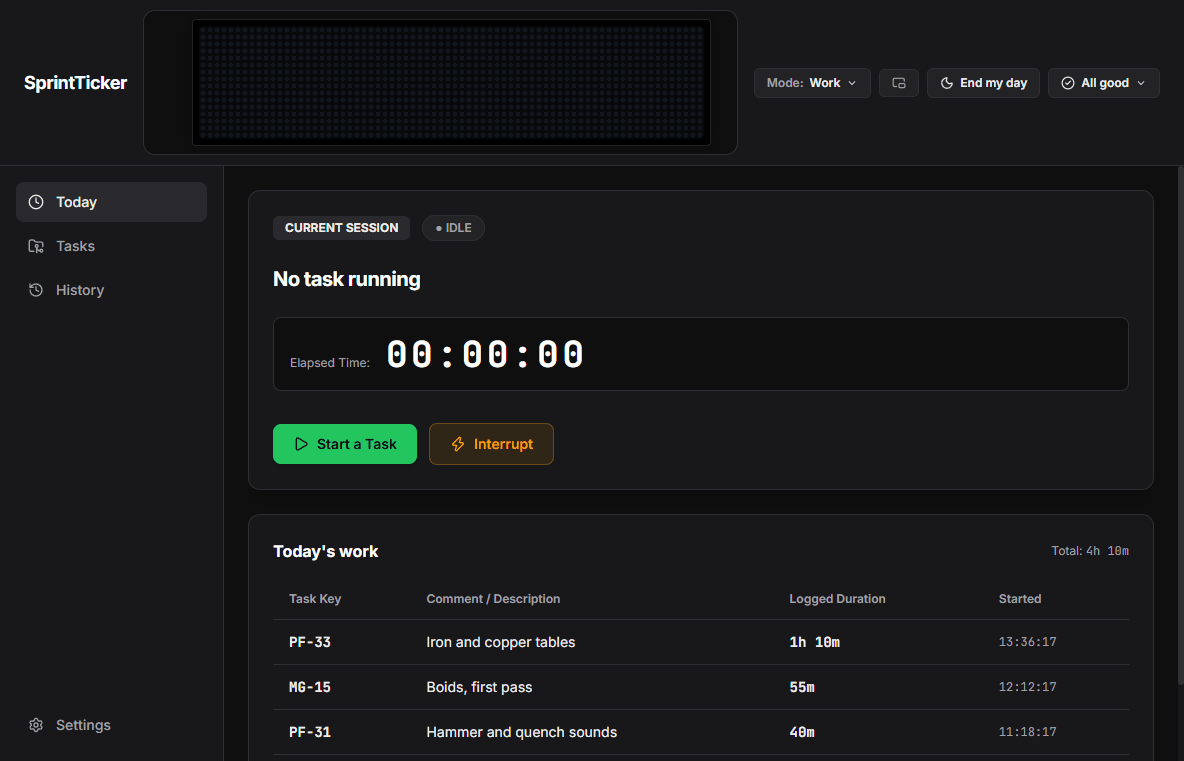 SprintTicker
Mode: Work
End my day
All good
Today
Tasks
History
Settings
CURRENT SESSION
IDLE
No task running
Elapsed Time: 00:00:00
Start a Task
Interrupt
Today's work
Total: 4h 10m
Task Key Comment / Description Logged Duration Started
PF-33 Iron and copper tables 1h 10m 13:36:17
MG-15 Boids, first pass 55m 12:12:17
PF-31 Hammer and quench sounds 40m 11:18:17